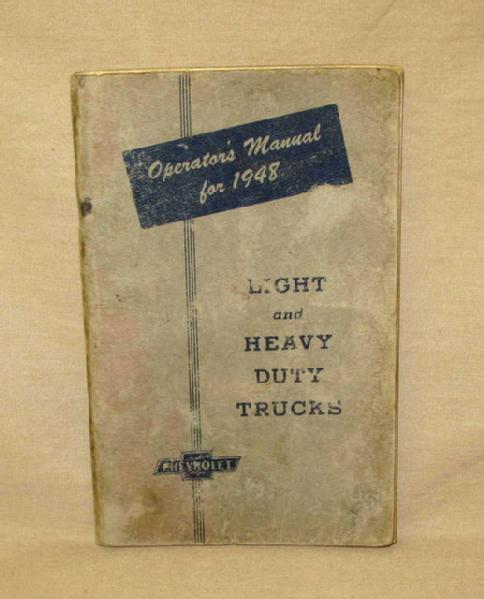 Operator's Manual
for 1948
LIGHT
and
HEAVY
DUTY
TRUCKS
CHEVROLET